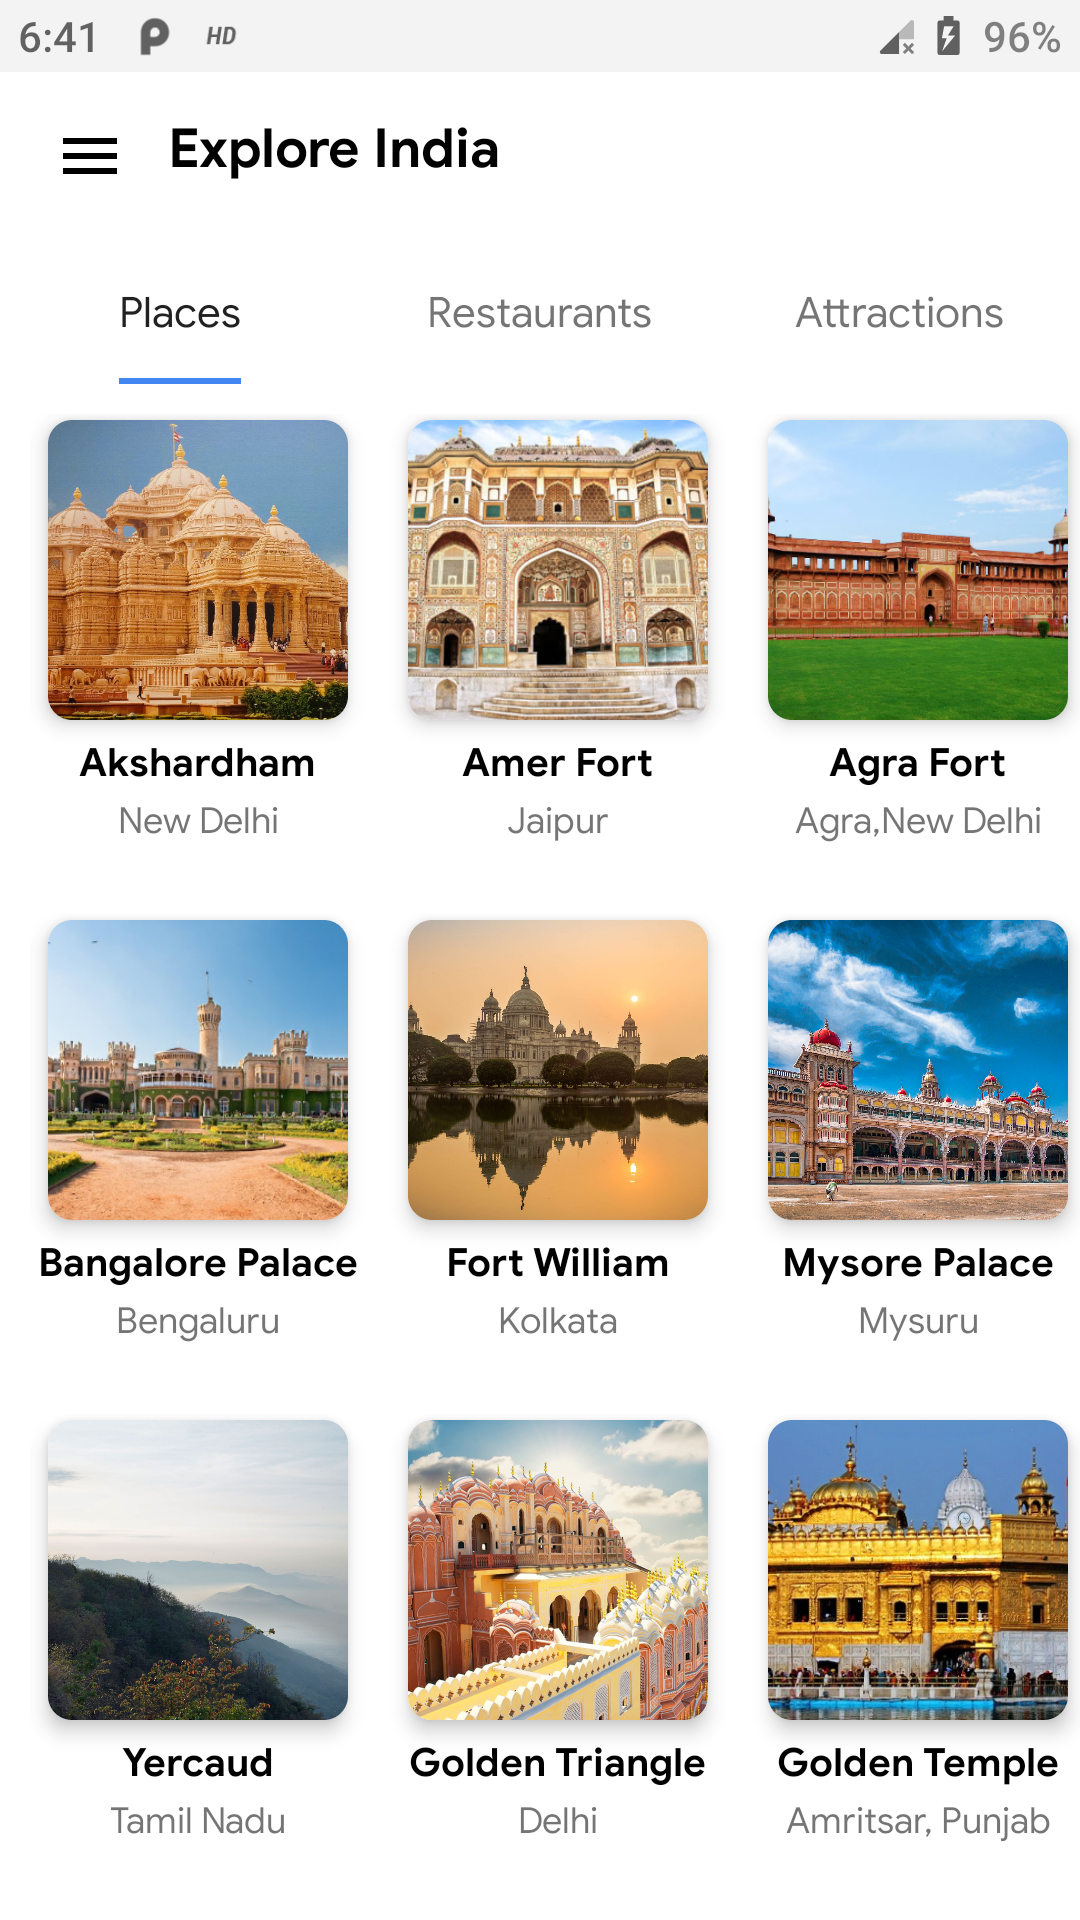 6:41 HD 96%
Explore India
Places Restaurants Attractions
Akshardham Amer Fort Agra Fort
New Delhi Jaipur Agra,New Delhi
Bangalore Palace Fort William Mysore Palace
Bengaluru Kolkata Mysuru
Yercaud Golden Triangle Golden Temple
Tamil Nadu Delhi Amritsar, Punjab